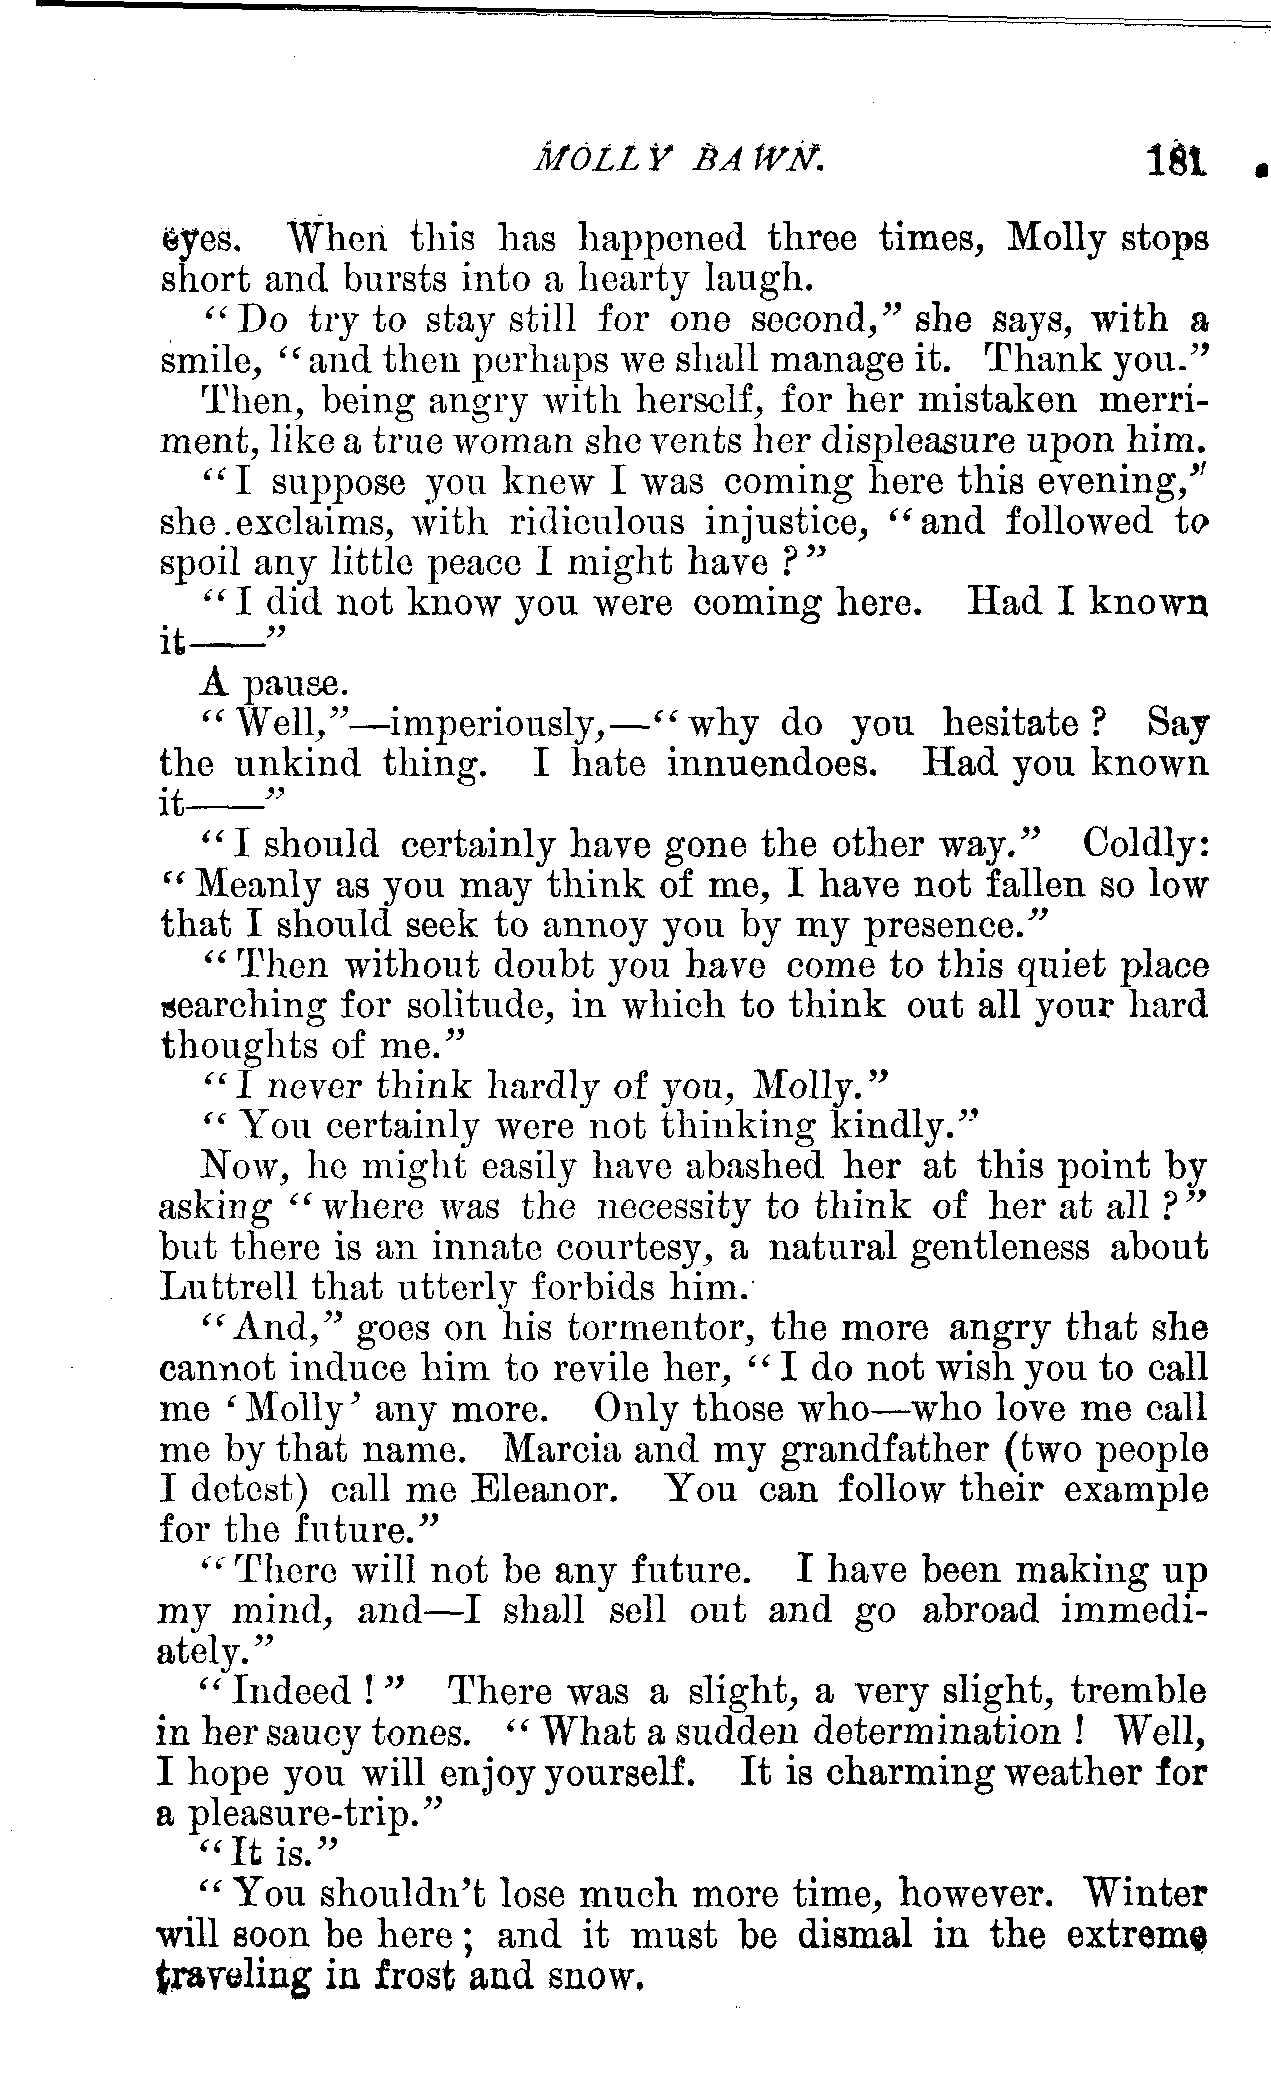 MOLLY BAWN. 181
eyes. When this has happened three times, Molly stops
short and bursts into a hearty laugh.
“Do try to stay still for one second,” she says, with a
smile, “and then perhaps we shall manage it. Thank you.”
Then, being angry with herself, for her mistaken merri-
ment, like a true woman she vents her displeasure upon him.
“I suppose you knew I was coming here this evening,”
she exclaims, with ridiculous injustice, “and followed to
spoil any little peace I might have?”
“I did not know you were coming here. Had I known
it——”
A pause.
“Well,”—imperiously,—“why do you hesitate? Say
the unkind thing. I hate innuendoes. Had you known
it——”
“I should certainly have gone the other way.” Coldly:
“Meanly as you may think of me, I have not fallen so low
that I should seek to annoy you by my presence.”
“Then without doubt you have come to this quiet place
searching for solitude, in which to think out all your hard
thoughts of me.”
“I never think hardly of you, Molly.”
“You certainly were not thinking kindly.”
Now, he might easily have abashed her at this point by
asking “where was the necessity to think of her at all?”
but there is an innate courtesy, a natural gentleness about
Luttrell that utterly forbids him.
“And,” goes on his tormentor, the more angry that she
cannot induce him to revile her, “I do not wish you to call
me ‘Molly’ any more. Only those who—who love me call
me by that name. Marcia and my grandfather (two people
I detest) call me Eleanor. You can follow their example
for the future.”
“There will not be any future. I have been making up
my mind, and—I shall sell out and go abroad immedi-
ately.”
“Indeed!” There was a slight, a very slight, tremble
in her saucy tones. “What a sudden determination! Well,
I hope you will enjoy yourself. It is charming weather for
a pleasure-trip.”
“It is.”
“You shouldn’t lose much more time, however. Winter
will soon be here; and it must be dismal in the extreme
traveling in frost and snow.